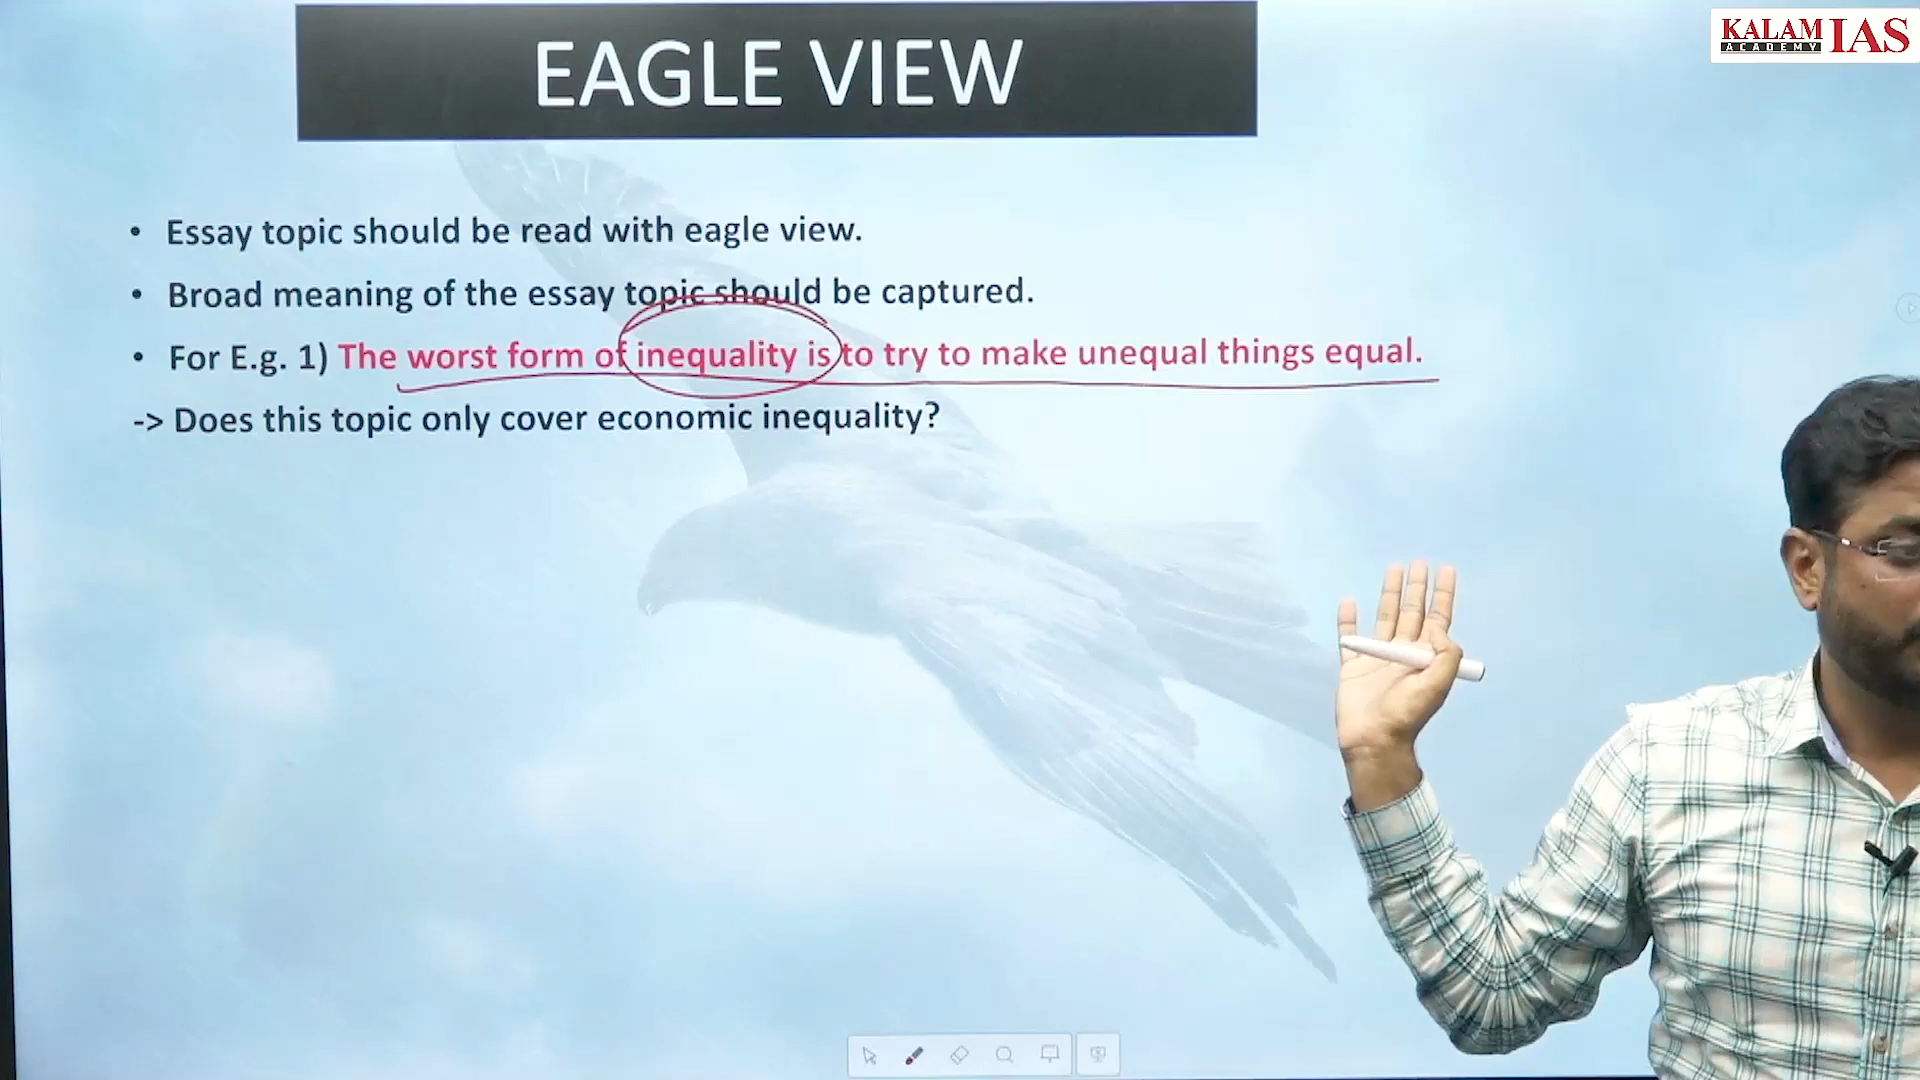 KALAM IAS
ACADEMY
EAGLE VIEW
• Essay topic should be read with eagle view.
• Broad meaning of the essay topic should be captured.
• For E.g. 1) The worst form of inequality is to try to make unequal things equal.
-> Does this topic only cover economic inequality?